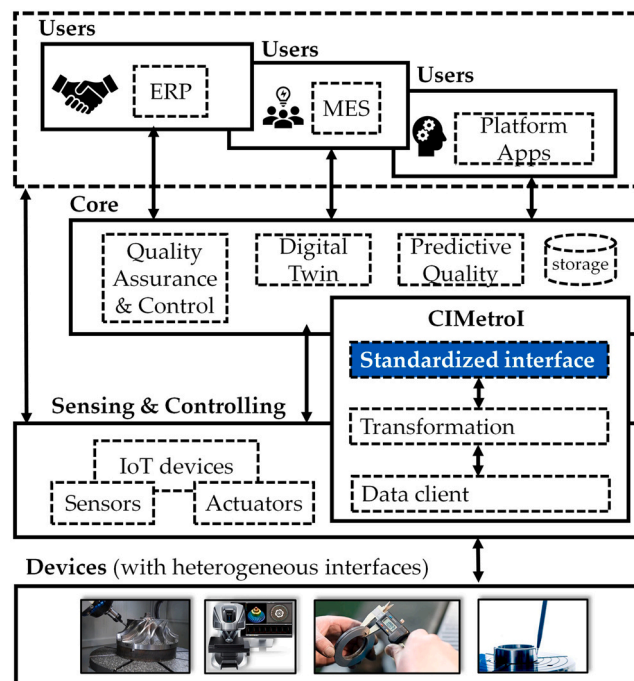 Users
Users
Users
ERP
MES
Platform
Apps
Core
Quality
Assurance
& Control
Digital
Twin
Predictive
Quality
storage
CIMetroI
Standardized interface
Transformation
Data client
Sensing & Controlling
IoT devices
Sensors
Actuators
Devices (with heterogeneous interfaces)